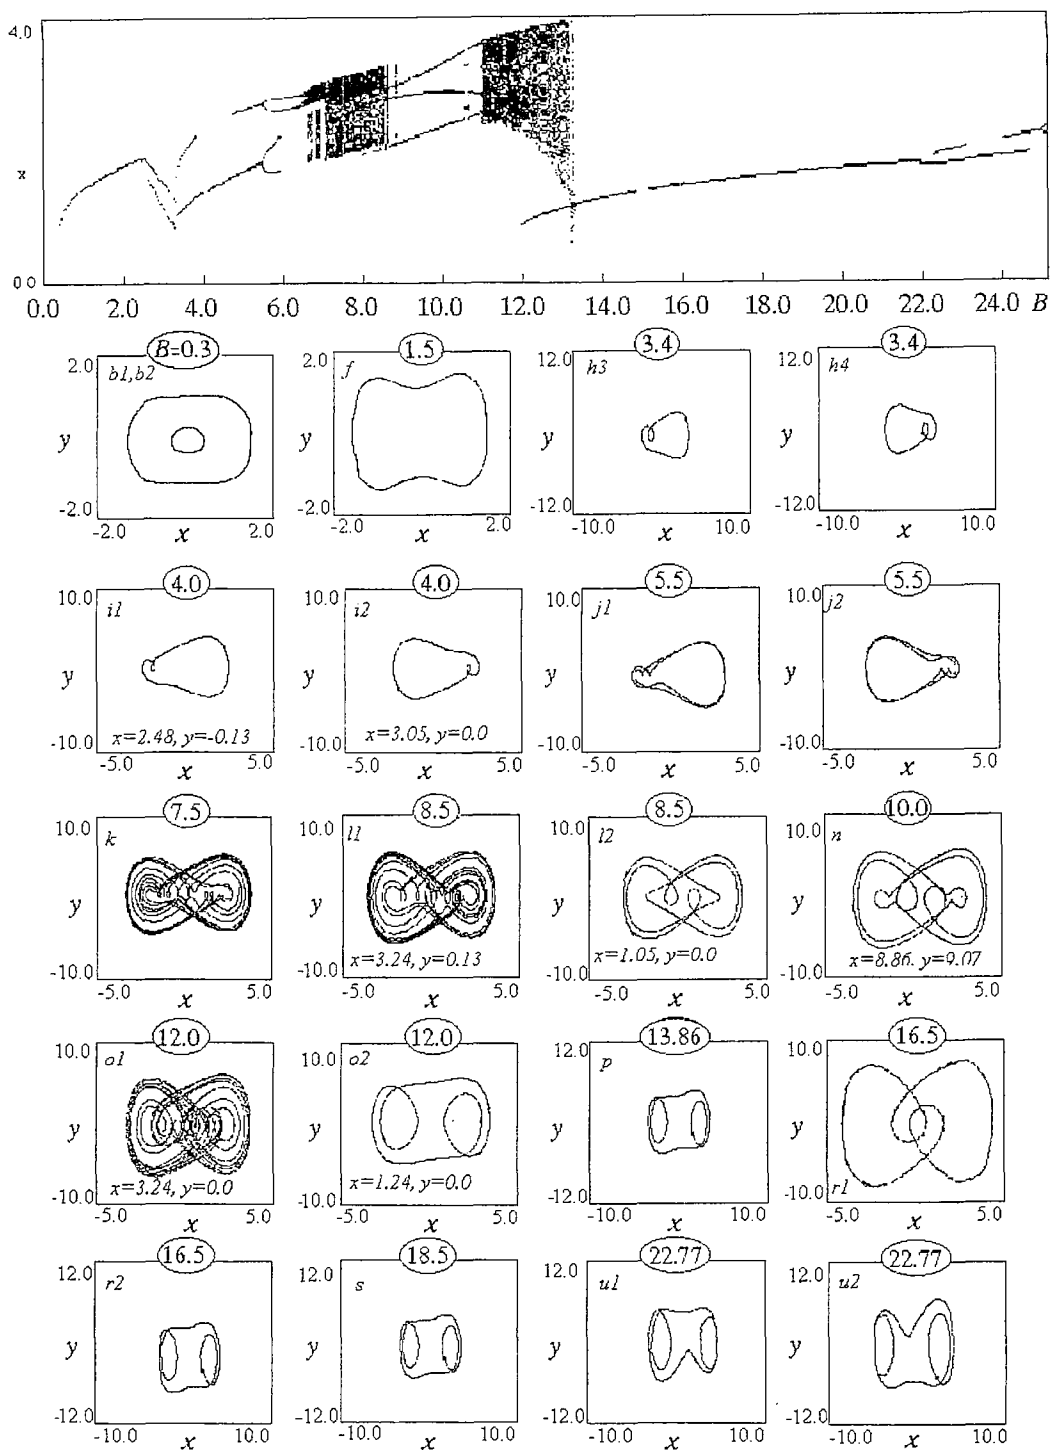 4.0
x
0.0
0.0 2.0 4.0 6.0 8.0 10.0 12.0 14.0 16.0 18.0 20.0 22.0 24.0 B
B=0.3 1.5 3.4 3.4
2.0 b1,b2 2.0 f 12.0 h3 12.0 h4
y y y y
-2.0 -2.0 -12.0 -12.0
-2.0 x 2.0 -2.0 x 2.0 -10.0 x 10.0 -10.0 x 10.0
4.0 4.0 5.5 5.5
10.0 i1 10.0 i2 10.0 j1 10.0 j2
y y y y
x=2.48, y=-0.13 x=3.05, y=0.0
-10.0 -10.0 -10.0 -10.0
-5.0 x 5.0 -5.0 x 5.0 -5.0 x 5.0 -5.0 x 5.0
7.5 8.5 8.5 10.0
10.0 k 10.0 l1 10.0 l2 10.0 n
y y y y
x=3.24, y=0.13 x=1.05, y=0.0 x=8.86. y=9.07
-10.0 -10.0 -10.0 -10.0
-5.0 x 5.0 -5.0 x 5.0 -5.0 x 5.0 -5.0 x 5.0
12.0 12.0 13.86 16.5
10.0 o1 10.0 o2 12.0 p 10.0
y y y y
x=3.24, y=0.0 x=1.24, y=0.0 r1
-10.0 -10.0 -12.0 -10.0
-5.0 x 5.0 -5.0 x 5.0 -10.0 x 10.0 -5.0 x 5.0
16.5 18.5 22.77 22.77
12.0 r2 12.0 s 12.0 u1 12.0 u2
y y y y
-12.0 -12.0 -12.0 -12.0
-10.0 x 10.0 -10.0 x 10.0 -10.0 x 10.0 -10.0 x 10.0